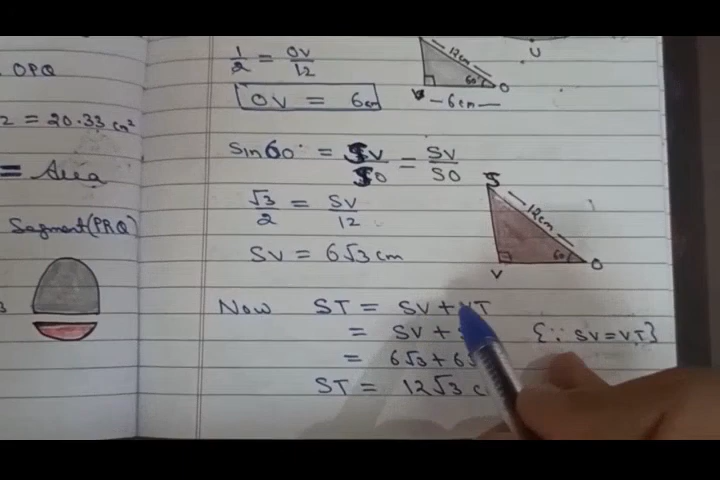 OPQ
2 = 20.33 cm²
= Area
Segment(PRQ)
3
1/2 = OV/12
OV = 6cm
12cm
60°
O
V
6cm
U
Sin60° = SV/SO = SV/SO
√3/2 = SV/12
SV = 6√3 cm
S
12cm
60°
V
O
Now ST = SV + VT
= SV +
{∵ SV = VT}
= 6√3 + 6
ST = 12√3 c